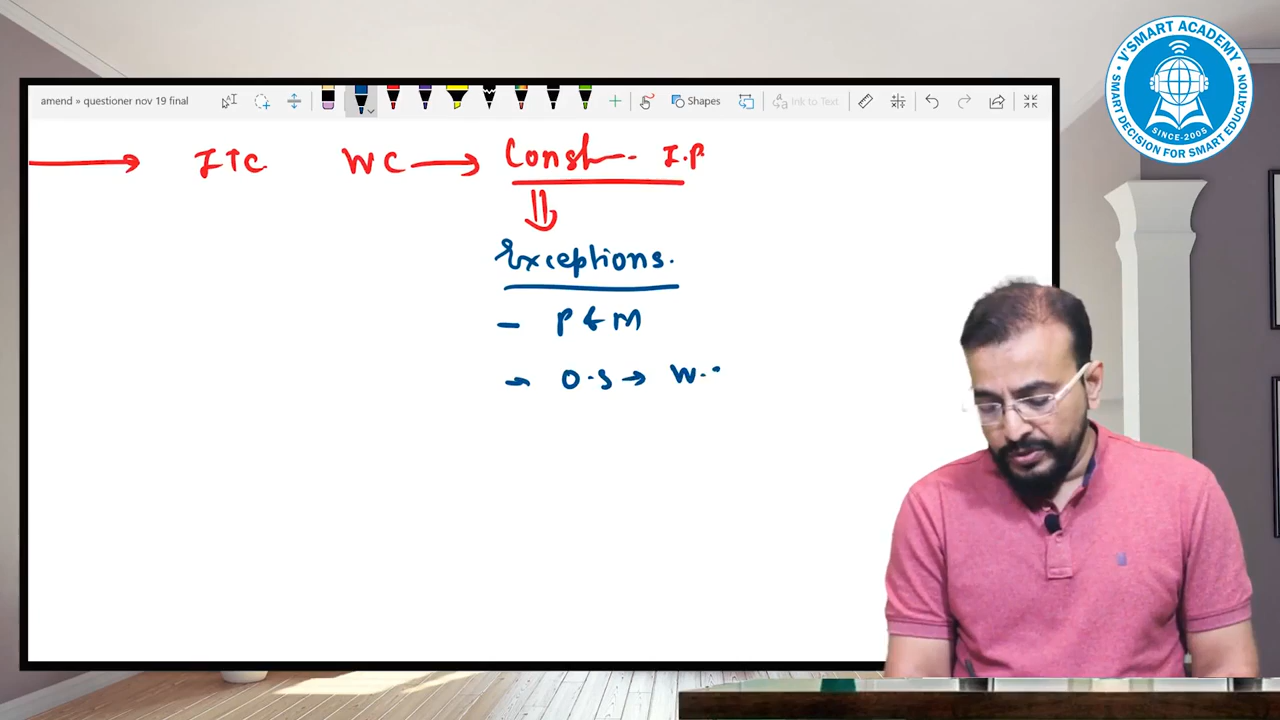 V'SMART ACADEMY
SMART DECISION FOR SMART EDUCATION
SINCE-2005
amend » questioner nov 19 final
Shapes
Ink to Text
→ ITC WC → Const. I.P
⇓
Exceptions.
- P & M
- O.S → W.